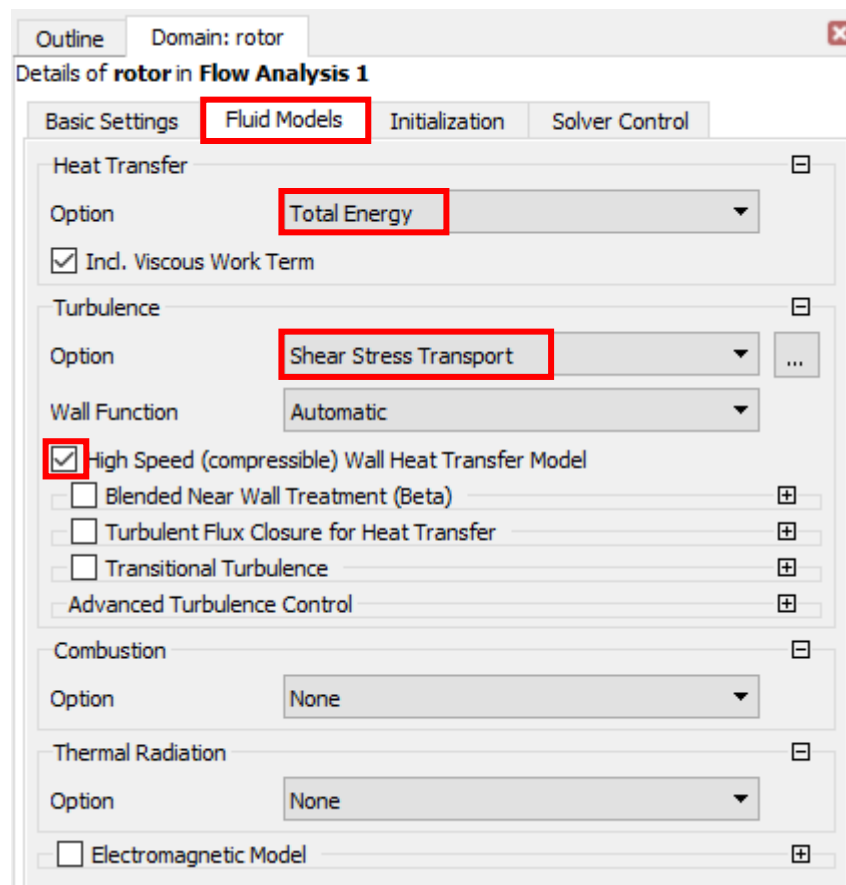 Outline Domain: rotor
Details of rotor in Flow Analysis 1
Basic Settings Fluid Models Initialization Solver Control
Heat Transfer
Option Total Energy
Incl. Viscous Work Term
Turbulence
Option Shear Stress Transport ...
Wall Function Automatic
High Speed (compressible) Wall Heat Transfer Model
Blended Near Wall Treatment (Beta)
Turbulent Flux Closure for Heat Transfer
Transitional Turbulence
Advanced Turbulence Control
Combustion
Option None
Thermal Radiation
Option None
Electromagnetic Model